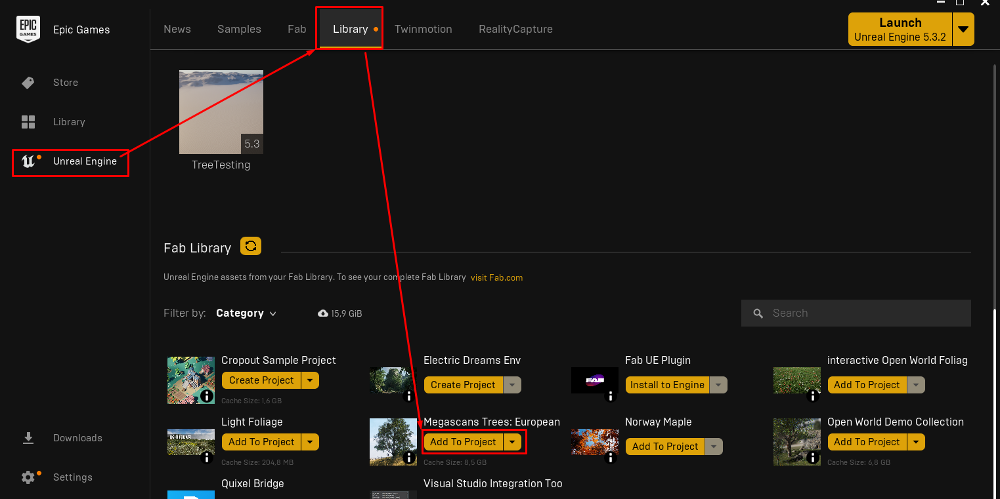 EPIC
GAMES
Epic Games
News
Samples
Fab
Library
Twinmotion
RealityCapture
Launch
Unreal Engine 5.3.2
Store
Library
Unreal Engine
Downloads
Settings
5.3
TreeTesting
Fab Library
Unreal Engine assets from your Fab Library. To see your complete Fab Library visit Fab.com
Filter by:
Category
15,9 GiB
Search
Cropout Sample Project
Create Project
Cache Size: 1,6 GB
Electric Dreams Env
Create Project
FAB
Fab UE Plugin
Install to Engine
interactive Open World Foliag
Add To Project
LIGHT FOLIAGE
Light Foliage
Add To Project
Cache Size: 204,8 MB
Megascans Trees: European
Add To Project
Cache Size: 8,5 GB
Norway Maple
Add To Project
Open World Demo Collection
Add To Project
Cache Size: 6,8 GB
Quixel Bridge
Visual Studio Integration Too